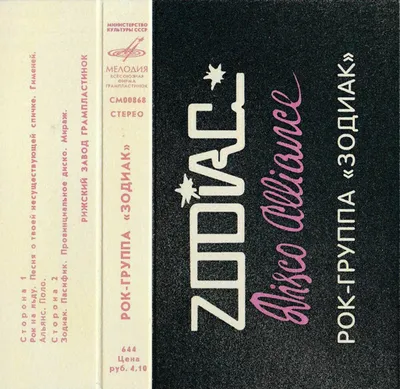 Сторона 1
Рок на льду. Песня о твоей несуществующей спичке. Гименей.
Альянс. Поло.
Сторона 2
Зодиак. Пасифик. Провинциальное диско. Мираж.
РИЖСКИЙ ЗАВОД ГРАМПЛАСТИНОК
МИНИСТЕРСТВО
КУЛЬТУРЫ СССР
МЕЛОДИЯ
ВСЕСОЮЗНАЯ
ФИРМА
ГРАМПЛАСТИНОК
СМ00868
СТЕРЕО
РОК-ГРУППА «ЗОДИАК»
644
Цена
руб. 4,10
ZODIAC
Disco Alliance
РОК-ГРУППА «ЗОДИАК»